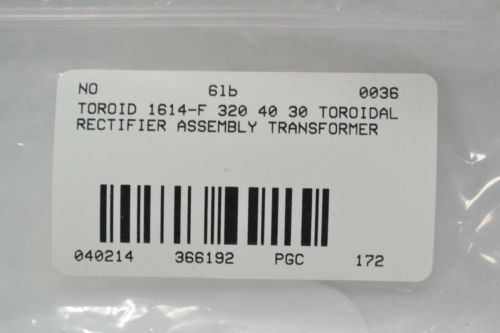 NO 61b 0036
TOROID 1614-F 320 40 30 TOROIDAL
RECTIFIER ASSEMBLY TRANSFORMER
040214 366192 PGC 172